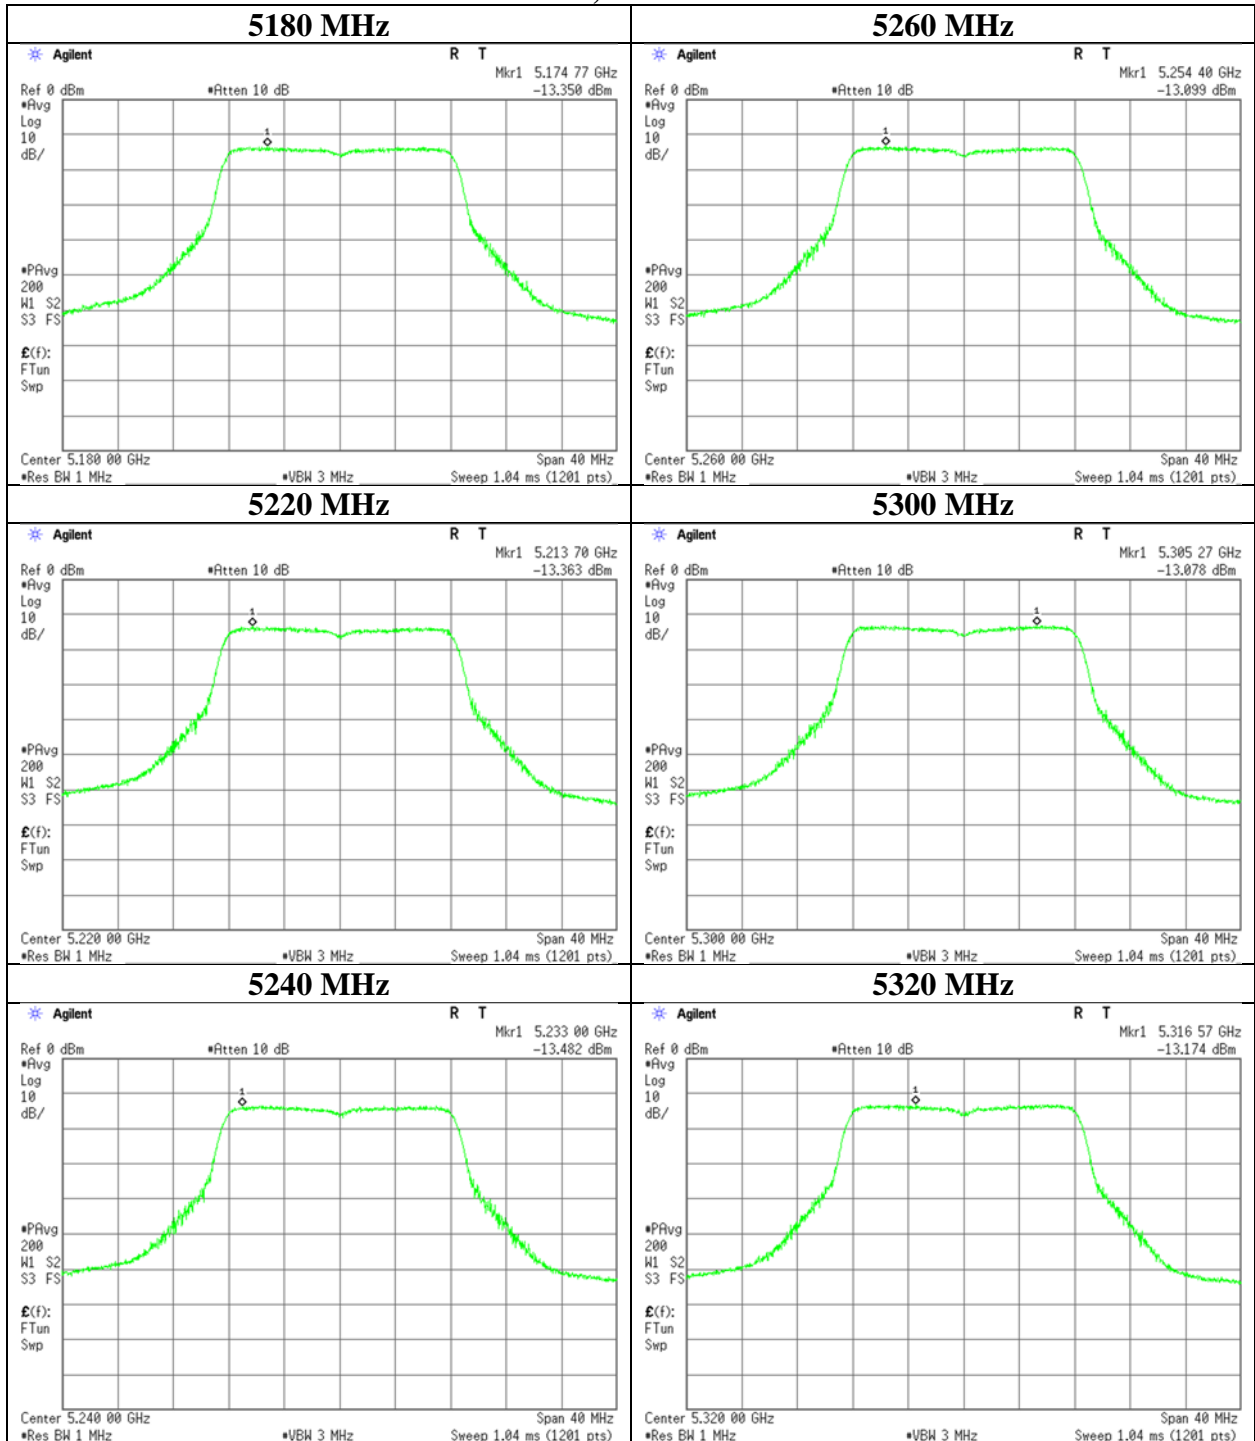 5180 MHz
Agilent R T
Mkr1 5.174 77 GHz
Ref 0 dBm #Atten 10 dB -13.350 dBm
#Avg
Log
10
dB/
1
#PAvg
200
W1 S2
S3 FS
£(f):
FTun
Swp
Center 5.180 00 GHz Span 40 MHz
#Res BW 1 MHz #VBW 3 MHz Sweep 1.04 ms (1201 pts)
5260 MHz
Agilent R T
Mkr1 5.254 40 GHz
Ref 0 dBm #Atten 10 dB -13.099 dBm
#Avg
Log
10
dB/
1
#PAvg
200
W1 S2
S3 FS
£(f):
FTun
Swp
Center 5.260 00 GHz Span 40 MHz
#Res BW 1 MHz #VBW 3 MHz Sweep 1.04 ms (1201 pts)
5220 MHz
Agilent R T
Mkr1 5.213 70 GHz
Ref 0 dBm #Atten 10 dB -13.363 dBm
#Avg
Log
10
dB/
1
#PAvg
200
W1 S2
S3 FS
£(f):
FTun
Swp
Center 5.220 00 GHz Span 40 MHz
#Res BW 1 MHz #VBW 3 MHz Sweep 1.04 ms (1201 pts)
5300 MHz
Agilent R T
Mkr1 5.305 27 GHz
Ref 0 dBm #Atten 10 dB -13.078 dBm
#Avg
Log
10
dB/
1
#PAvg
200
W1 S2
S3 FS
£(f):
FTun
Swp
Center 5.300 00 GHz Span 40 MHz
#Res BW 1 MHz #VBW 3 MHz Sweep 1.04 ms (1201 pts)
5240 MHz
Agilent R T
Mkr1 5.233 00 GHz
Ref 0 dBm #Atten 10 dB -13.482 dBm
#Avg
Log
10
dB/
1
#PAvg
200
W1 S2
S3 FS
£(f):
FTun
Swp
Center 5.240 00 GHz Span 40 MHz
#Res BW 1 MHz #VBW 3 MHz Sweep 1.04 ms (1201 pts)
5320 MHz
Agilent R T
Mkr1 5.316 57 GHz
Ref 0 dBm #Atten 10 dB -13.174 dBm
#Avg
Log
10
dB/
1
#PAvg
200
W1 S2
S3 FS
£(f):
FTun
Swp
Center 5.320 00 GHz Span 40 MHz
#Res BW 1 MHz #VBW 3 MHz Sweep 1.04 ms (1201 pts)